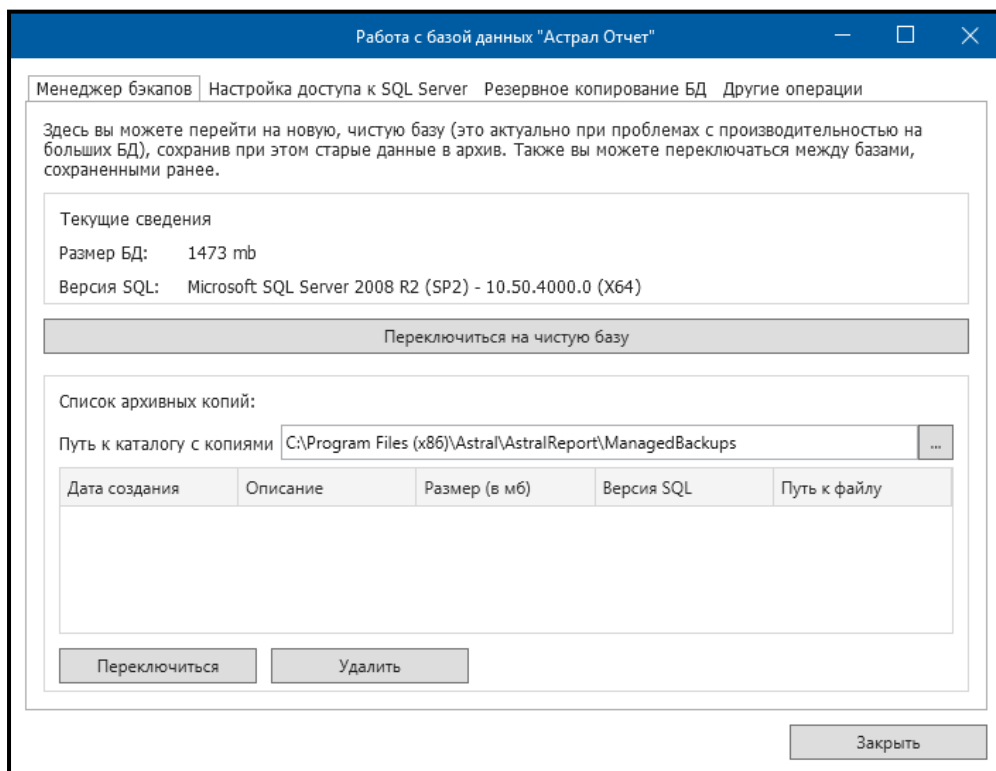 Работа с базой данных "Астрал Отчет"
Менеджер бэкапов Настройка доступа к SQL Server Резервное копирование БД Другие операции
Здесь вы можете перейти на новую, чистую базу (это актуально при проблемах с производительностью на
больших БД), сохранив при этом старые данные в архив. Также вы можете переключаться между базами,
сохраненными ранее.
Текущие сведения
Размер БД: 1473 mb
Версия SQL: Microsoft SQL Server 2008 R2 (SP2) - 10.50.4000.0 (X64)
Переключиться на чистую базу
Список архивных копий:
Путь к каталогу с копиями C:\Program Files (x86)\Astral\AstralReport\ManagedBackups ...
Дата создания Описание Размер (в мб) Версия SQL Путь к файлу
Переключиться Удалить
Закрыть